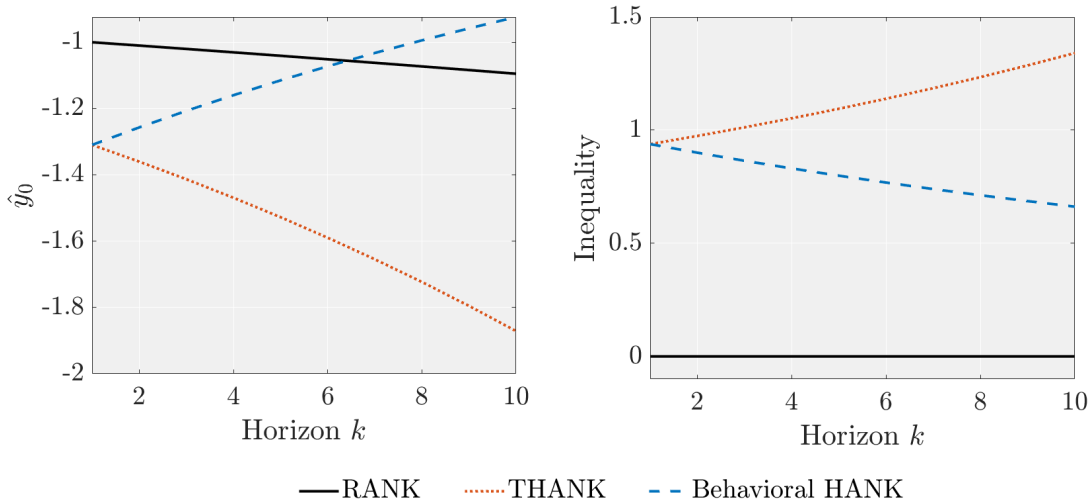 -1
-1.2
-1.4
-1.6
-1.8
-2
ŷ₀
2 4 6 8 10
Horizon k
1.5
1
0.5
0
Inequality
2 4 6 8 10
Horizon k
RANK THANK Behavioral HANK